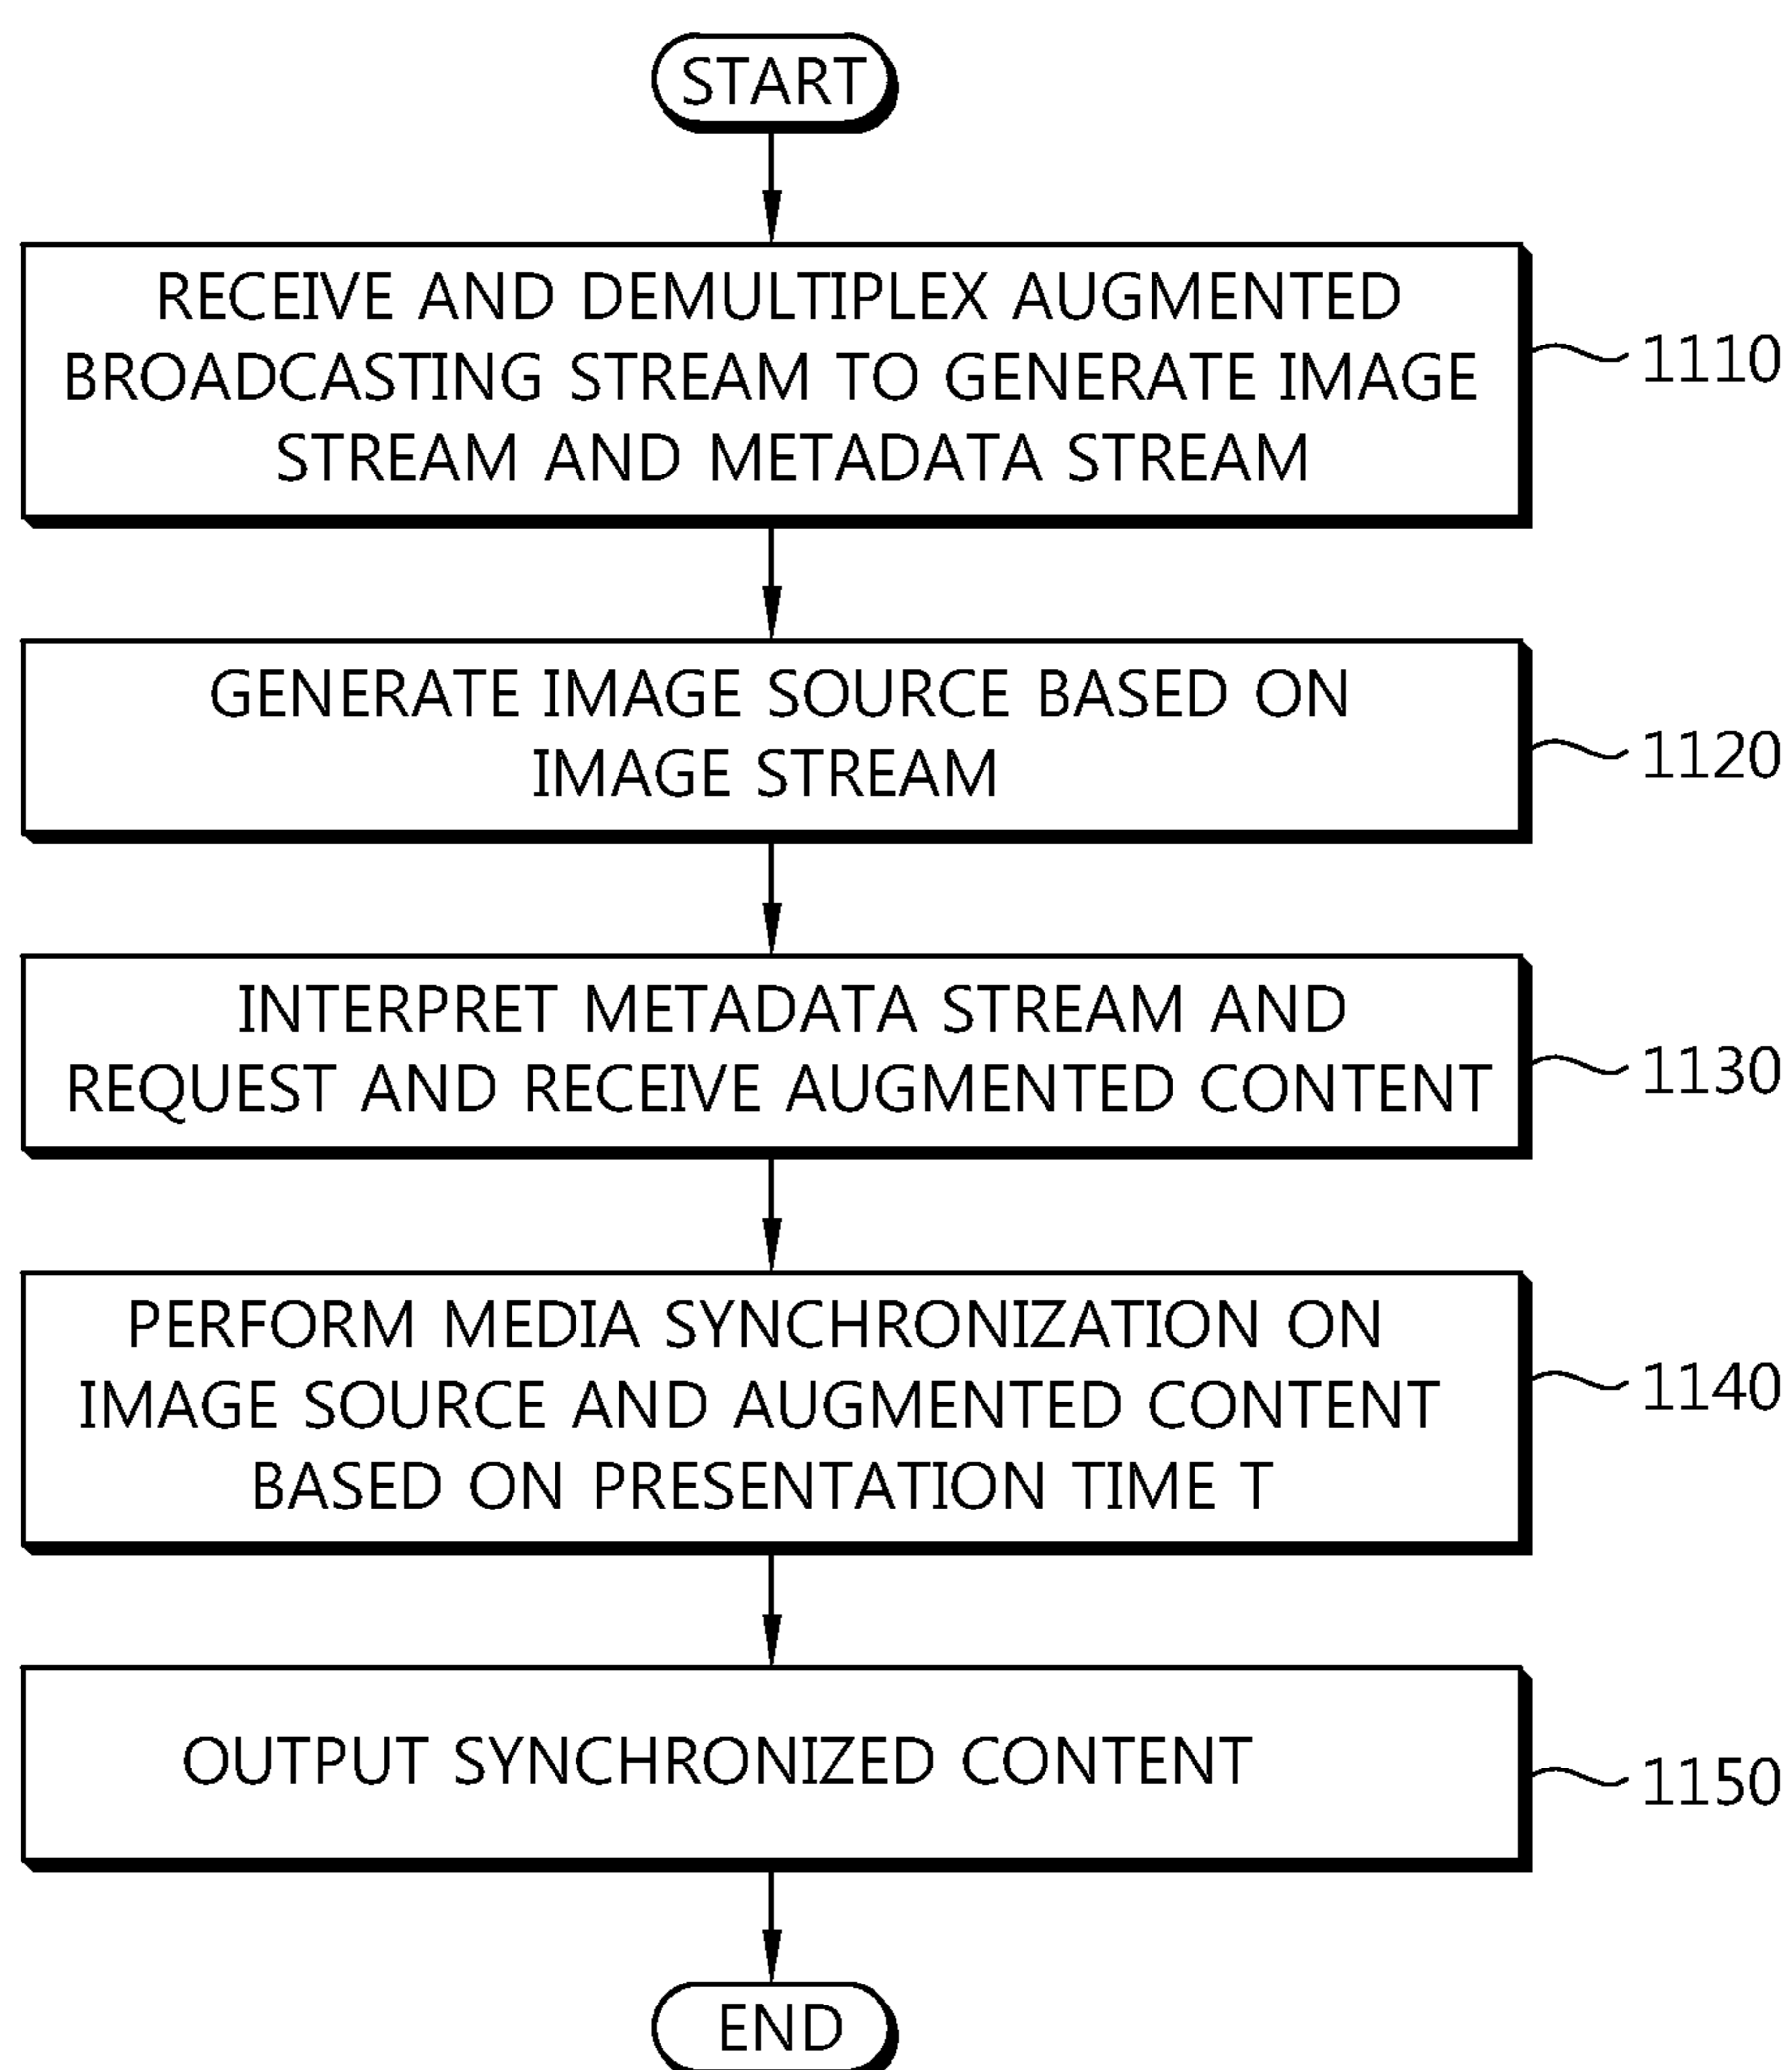 START
RECEIVE AND DEMULTIPLEX AUGMENTED
BROADCASTING STREAM TO GENERATE IMAGE
STREAM AND METADATA STREAM
1110
GENERATE IMAGE SOURCE BASED ON
IMAGE STREAM
1120
INTERPRET METADATA STREAM AND
REQUEST AND RECEIVE AUGMENTED CONTENT
1130
PERFORM MEDIA SYNCHRONIZATION ON
IMAGE SOURCE AND AUGMENTED CONTENT
BASED ON PRESENTATION TIME T
1140
OUTPUT SYNCHRONIZED CONTENT
1150
END